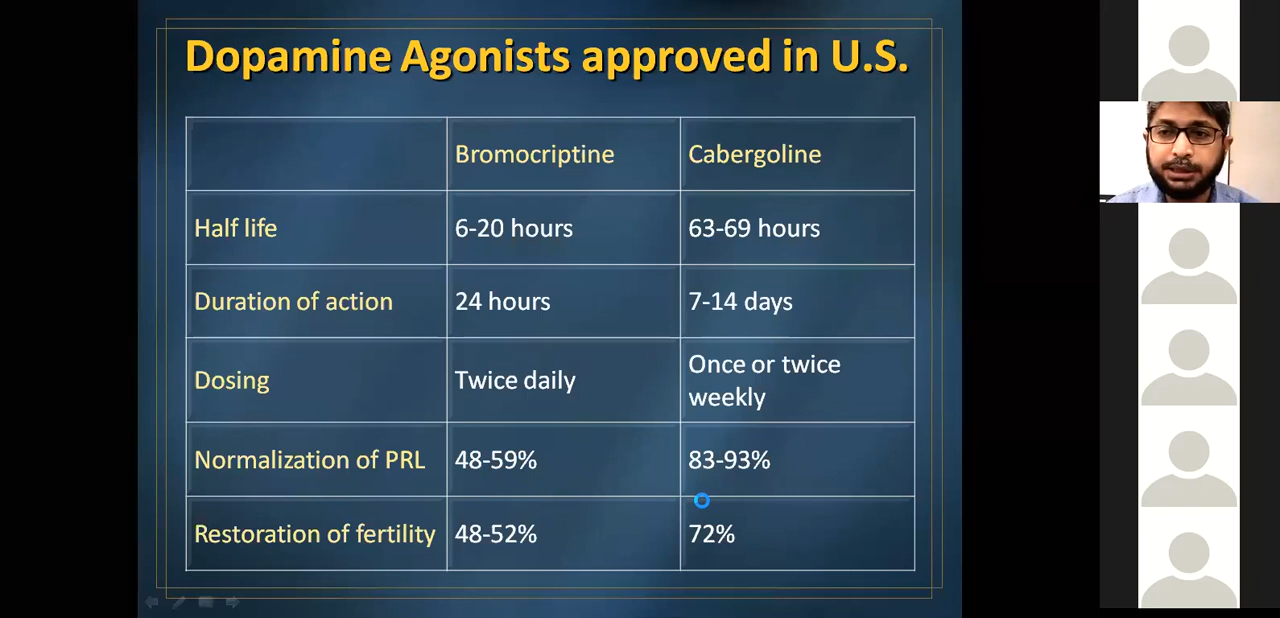 Dopamine Agonists approved in U.S.
Bromocriptine Cabergoline
Half life 6-20 hours 63-69 hours
Duration of action 24 hours 7-14 days
Dosing Twice daily Once or twice
weekly
Normalization of PRL 48-59% 83-93%
Restoration of fertility 48-52% 72%